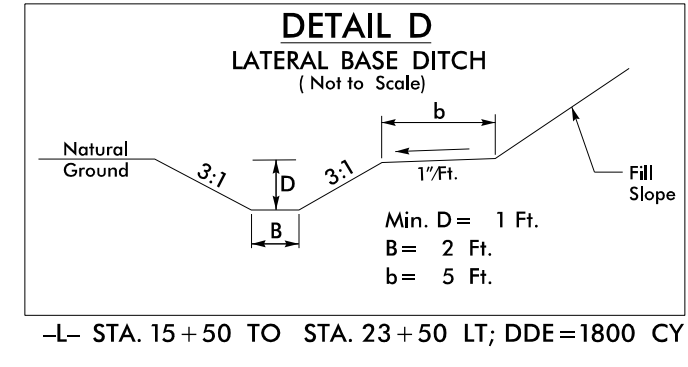 DETAIL D
LATERAL BASE DITCH
( Not to Scale)
b
Natural
Ground
3:1
D
3:1
1"/Ft.
Fill
Slope
B
Min. D = 1 Ft.
B = 2 Ft.
b = 5 Ft.
–L– STA. 15+50 TO STA. 23+50 LT; DDE=1800 CY